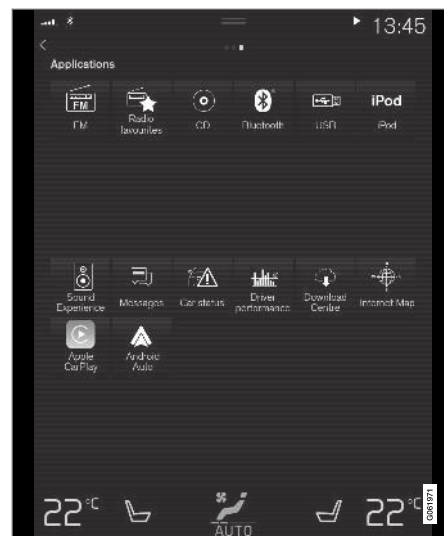 13:45
Applications
FM
iPod
FM
Radio
favourites
CD
Bluetooth
USB
iPod
Sound
Experience
Messages
Car status
Driver
performance
Download
Centre
Internet Map
Apple
CarPlay
Android
Auto
22°C
22°C
AUTO
G061971